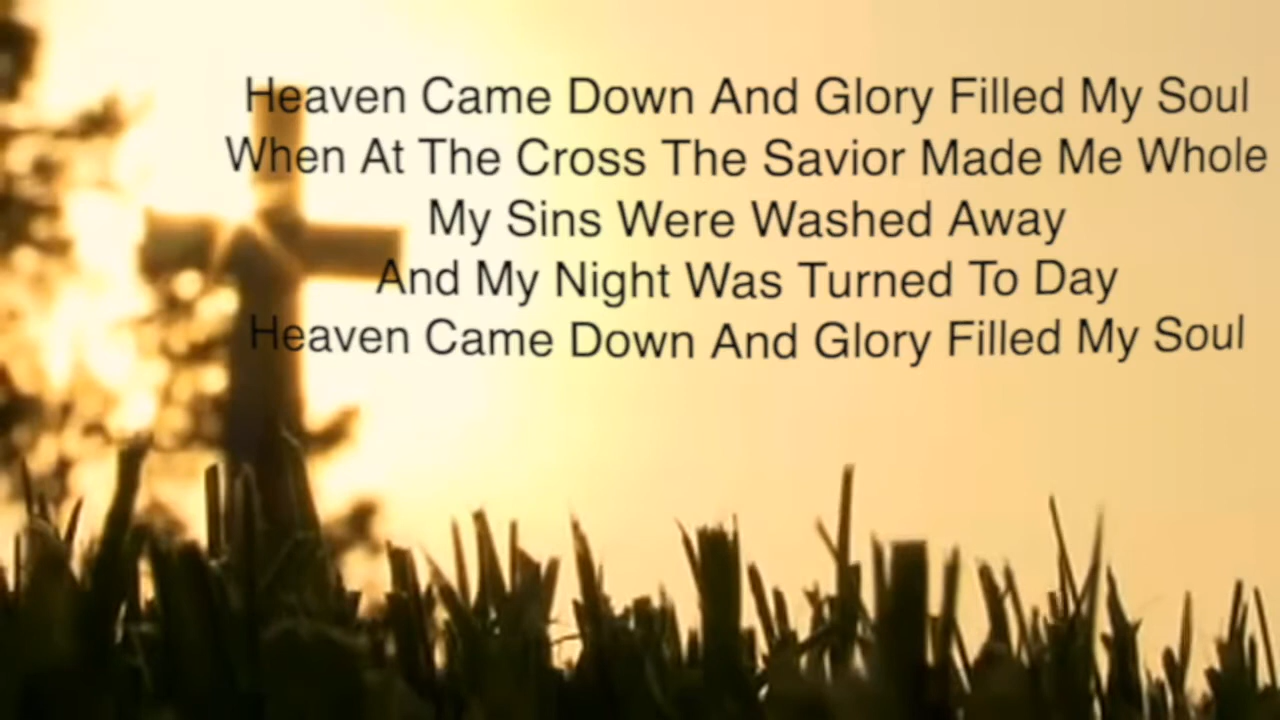 Heaven Came Down And Glory Filled My Soul
When At The Cross The Savior Made Me Whole
My Sins Were Washed Away
And My Night Was Turned To Day
Heaven Came Down And Glory Filled My Soul